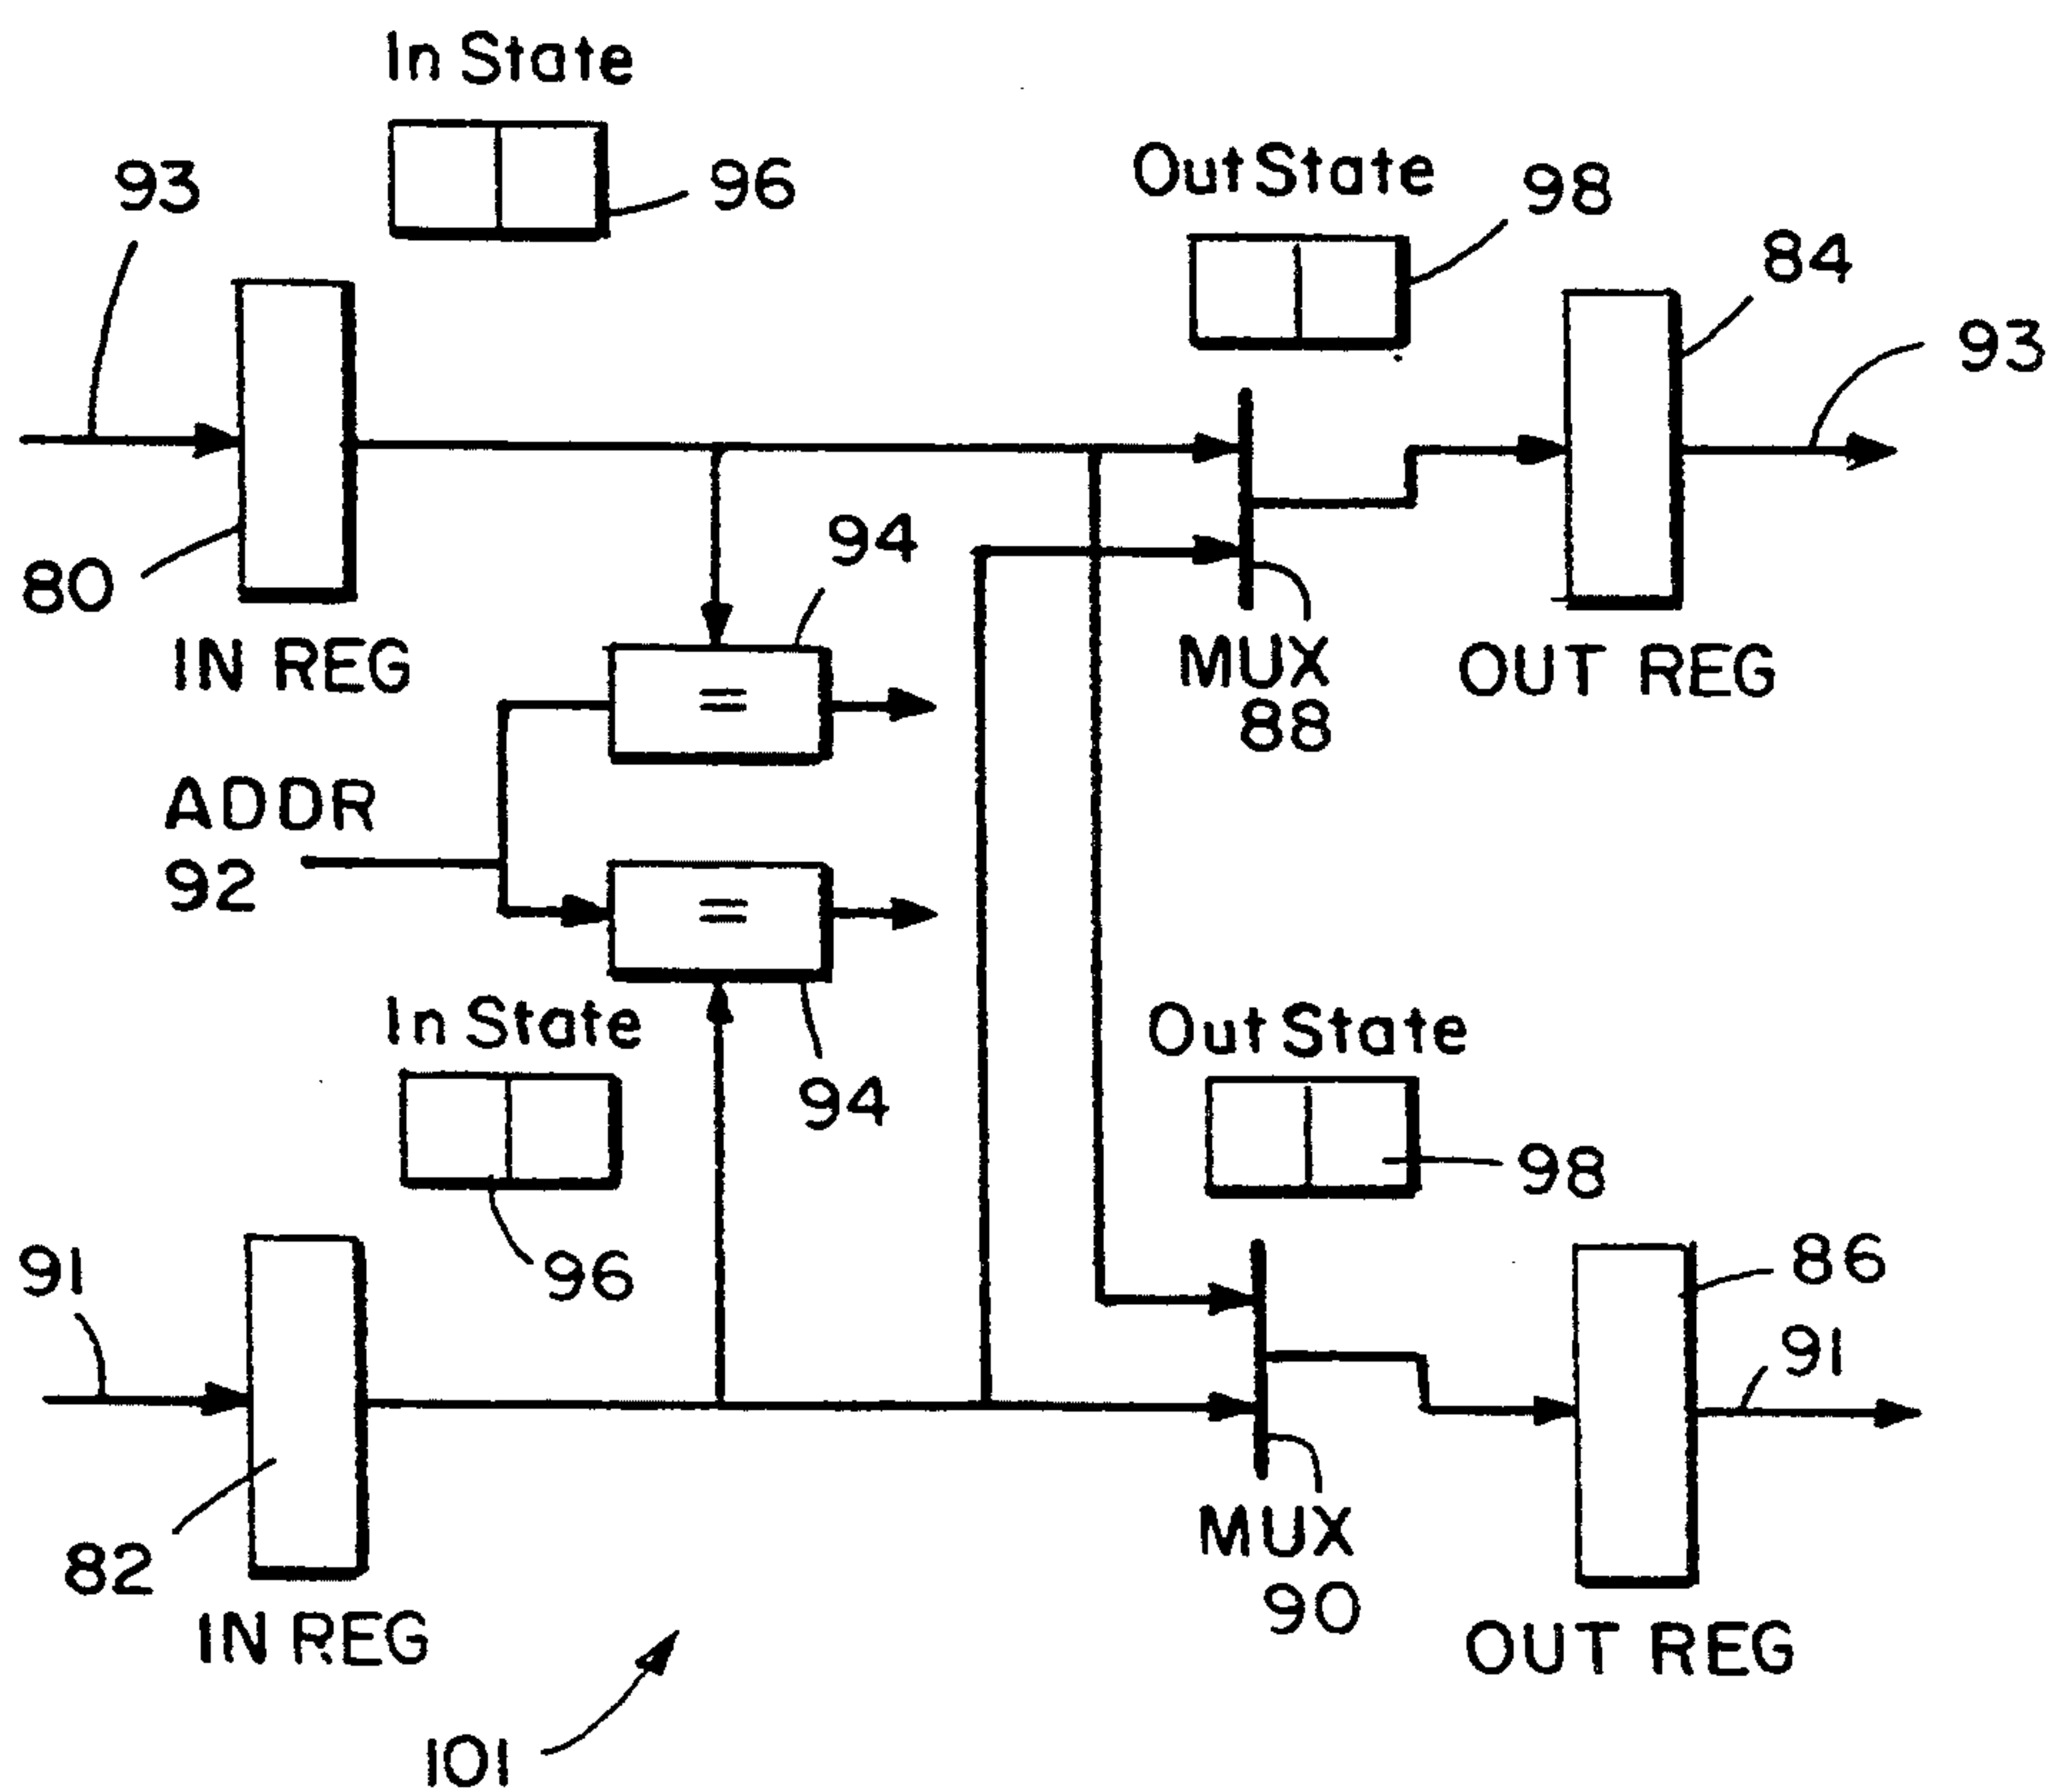 In State
93
96
Out State
98
84
93
80
94
IN REG
=
MUX
88
OUT REG
ADDR
92
=
In State
94
Out State
98
91
96
86
91
82
MUX
90
IN REG
OUT REG
101